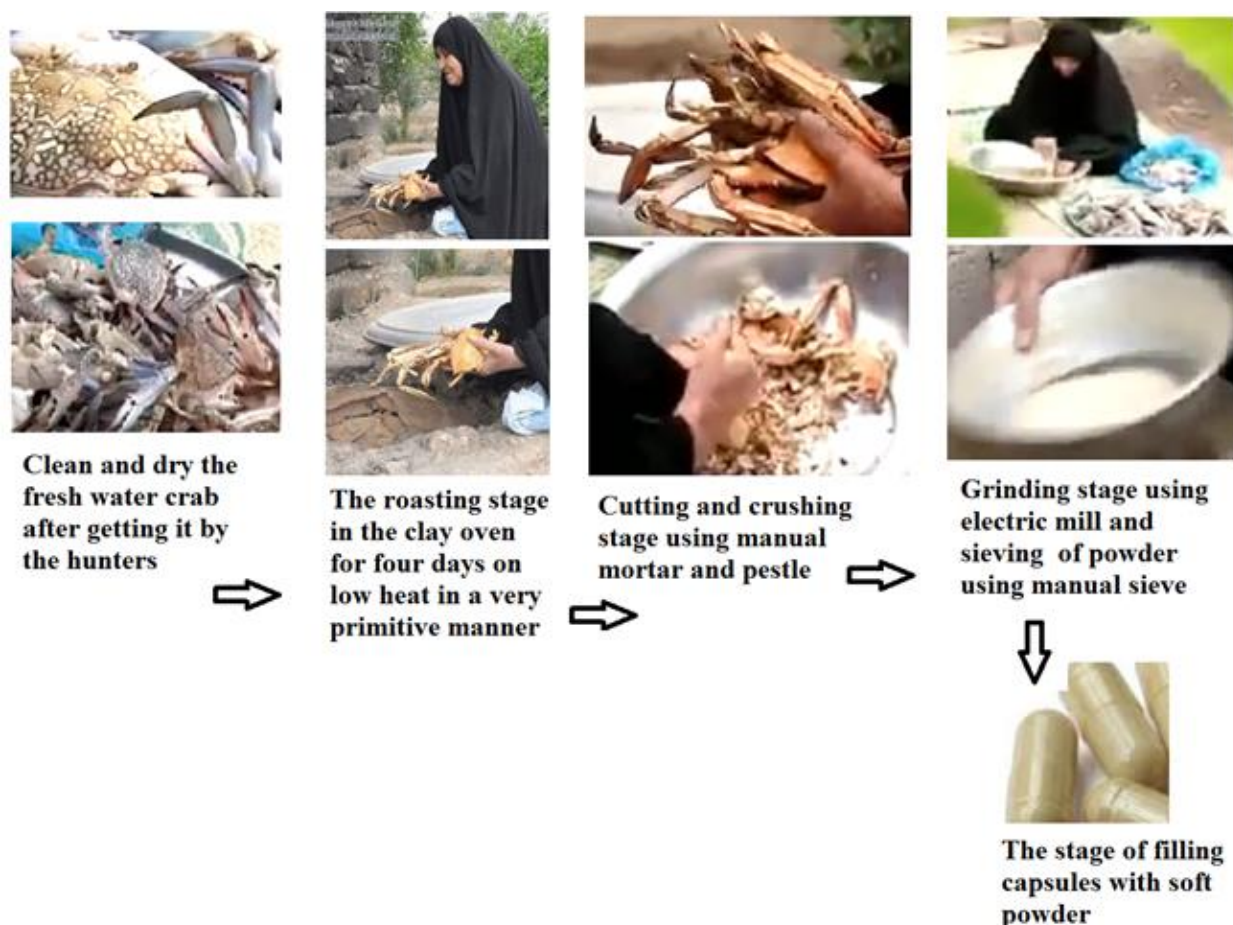 Clean and dry the
fresh water crab
after getting it by
the hunters
The roasting stage
in the clay oven
for four days on
low heat in a very
primitive manner
Cutting and crushing
stage using manual
mortar and pestle
Grinding stage using
electric mill and
sieving of powder
using manual sieve
The stage of filling
capsules with soft
powder